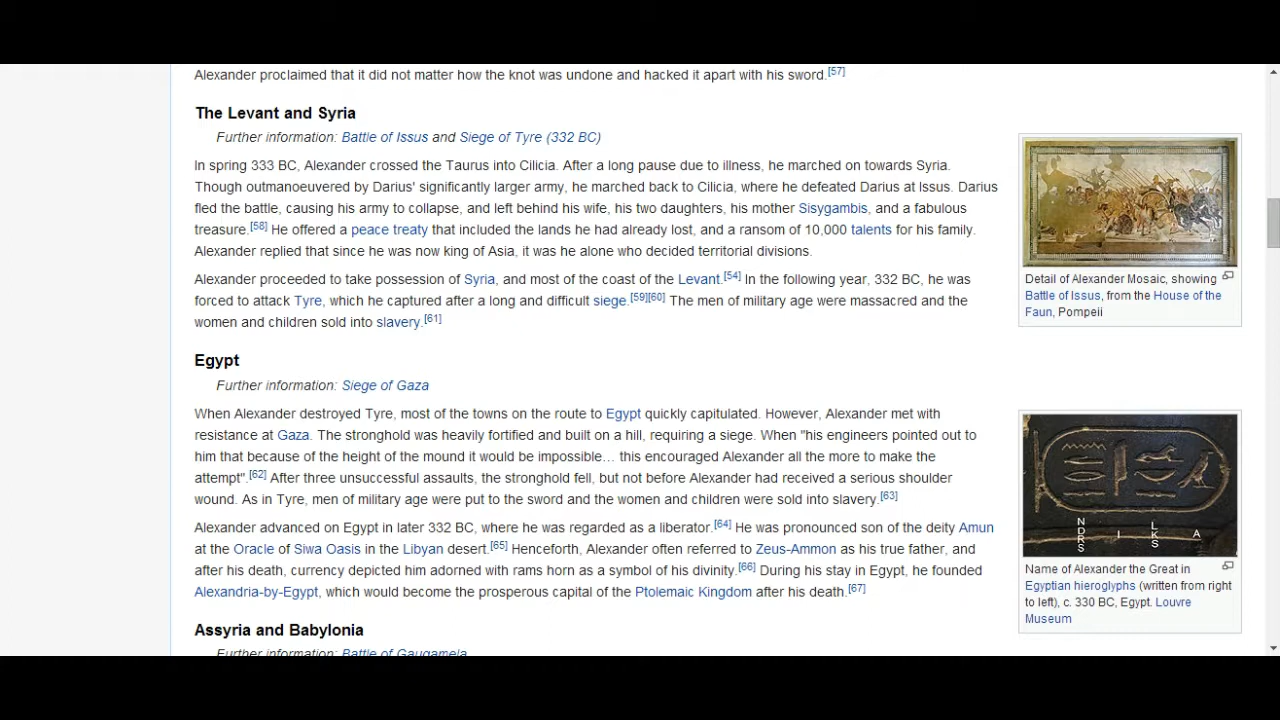 Alexander proclaimed that it did not matter how the knot was undone and hacked it apart with his sword.[57]
The Levant and Syria
Further information: Battle of Issus and Siege of Tyre (332 BC)
In spring 333 BC, Alexander crossed the Taurus into Cilicia. After a long pause due to illness, he marched on towards Syria.
Though outmanoeuvered by Darius' significantly larger army, he marched back to Cilicia, where he defeated Darius at Issus. Darius
fled the battle, causing his army to collapse, and left behind his wife, his two daughters, his mother Sisygambis, and a fabulous
treasure.[58] He offered a peace treaty that included the lands he had already lost, and a ransom of 10,000 talents for his family.
Alexander replied that since he was now king of Asia, it was he alone who decided territorial divisions.
Alexander proceeded to take possession of Syria, and most of the coast of the Levant.[54] In the following year, 332 BC, he was
forced to attack Tyre, which he captured after a long and difficult siege.[59][60] The men of military age were massacred and the
women and children sold into slavery.[61]
Detail of Alexander Mosaic, showing
Battle of Issus, from the House of the
Faun, Pompeii
Egypt
Further information: Siege of Gaza
When Alexander destroyed Tyre, most of the towns on the route to Egypt quickly capitulated. However, Alexander met with
resistance at Gaza. The stronghold was heavily fortified and built on a hill, requiring a siege. When "his engineers pointed out to
him that because of the height of the mound it would be impossible… this encouraged Alexander all the more to make the
attempt".[62] After three unsuccessful assaults, the stronghold fell, but not before Alexander had received a serious shoulder
wound. As in Tyre, men of military age were put to the sword and the women and children were sold into slavery.[63]
Alexander advanced on Egypt in later 332 BC, where he was regarded as a liberator.[64] He was pronounced son of the deity Amun
at the Oracle of Siwa Oasis in the Libyan desert.[65] Henceforth, Alexander often referred to Zeus-Ammon as his true father, and
after his death, currency depicted him adorned with rams horn as a symbol of his divinity.[66] During his stay in Egypt, he founded
Alexandria-by-Egypt, which would become the prosperous capital of the Ptolemaic Kingdom after his death.[67]
NDRS I LKS A
Name of Alexander the Great in
Egyptian hieroglyphs (written from right
to left), c. 330 BC, Egypt. Louvre
Museum
Assyria and Babylonia
Further information: Battle of Gaugamela